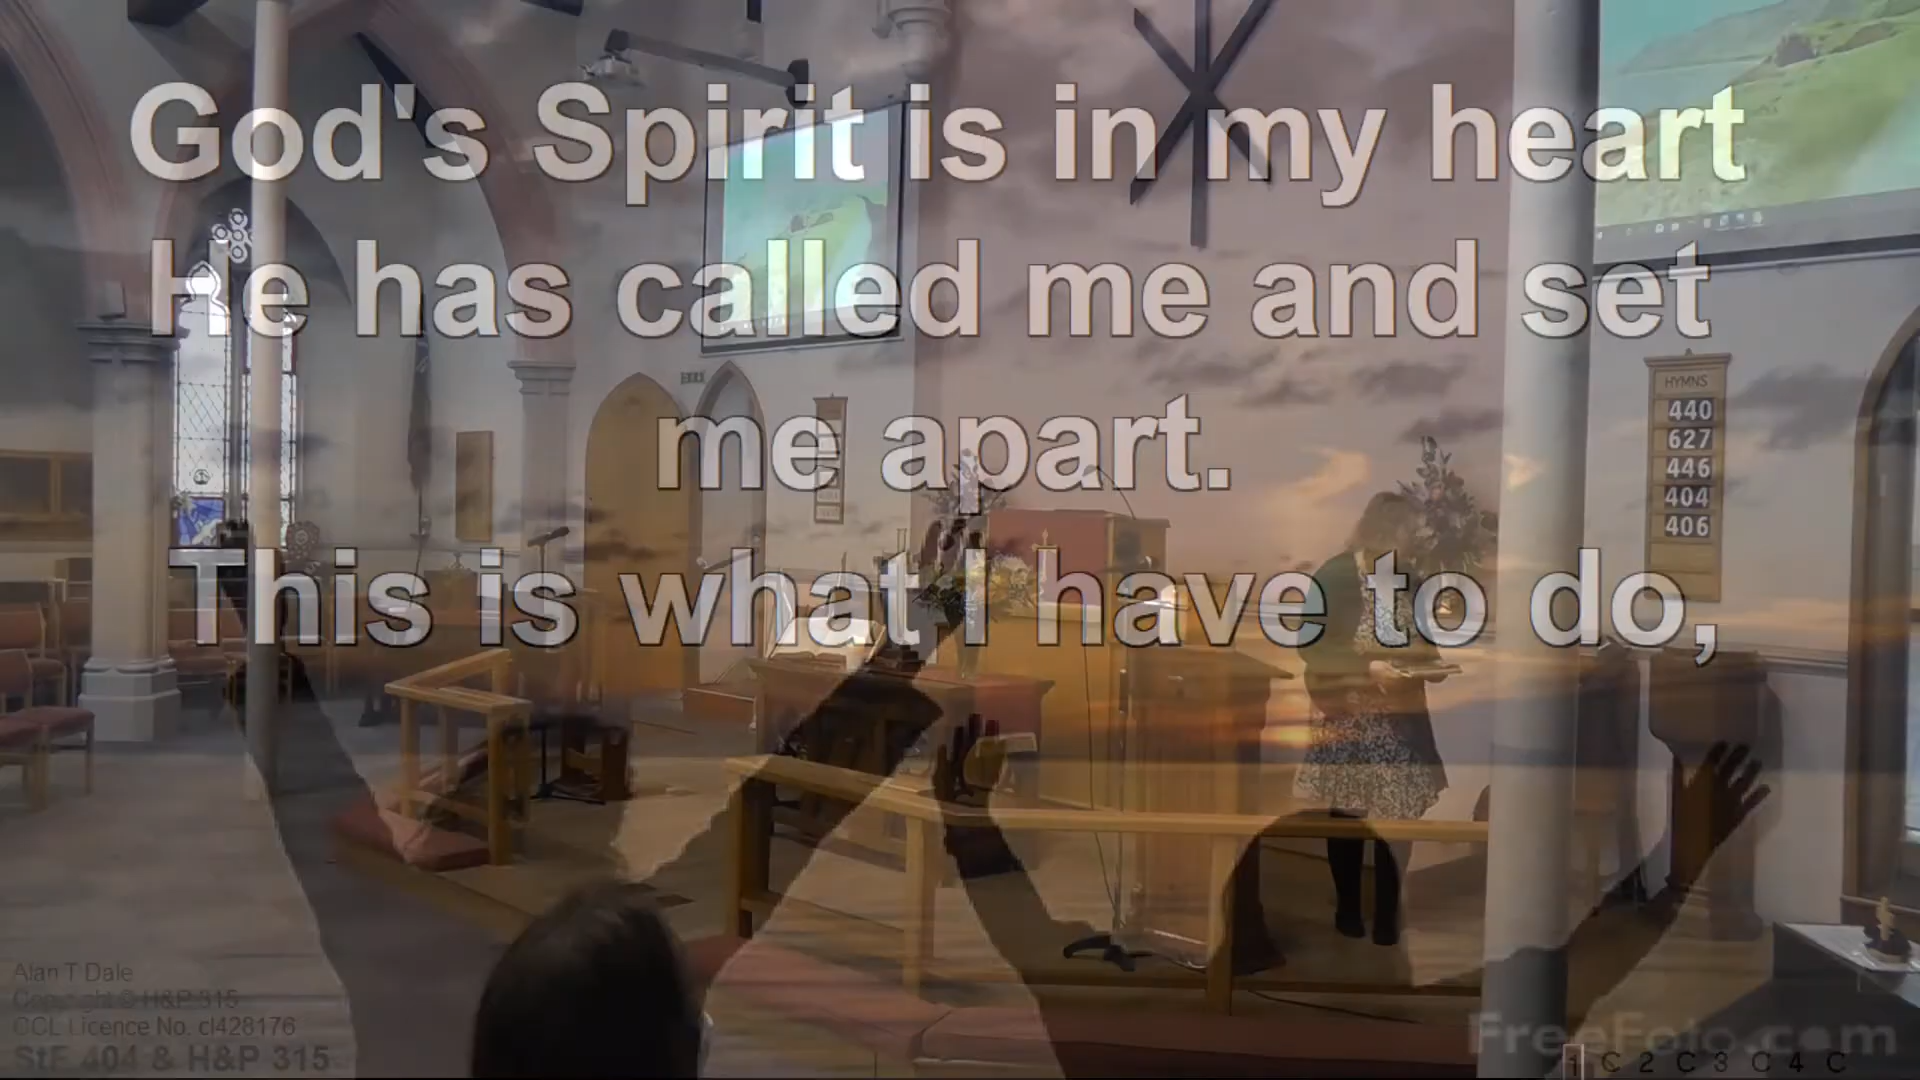 God's Spirit is in my heart
He has called me and set
me apart.
This is what I have to do,
HYMNS
440
627
446
404
406
Alan T Dale
Copyright © H&P 315
CCL Licence No. cl428176
StF 404 & H&P 315
FreeFoto.com
1 C 2 C 3 C 4 C